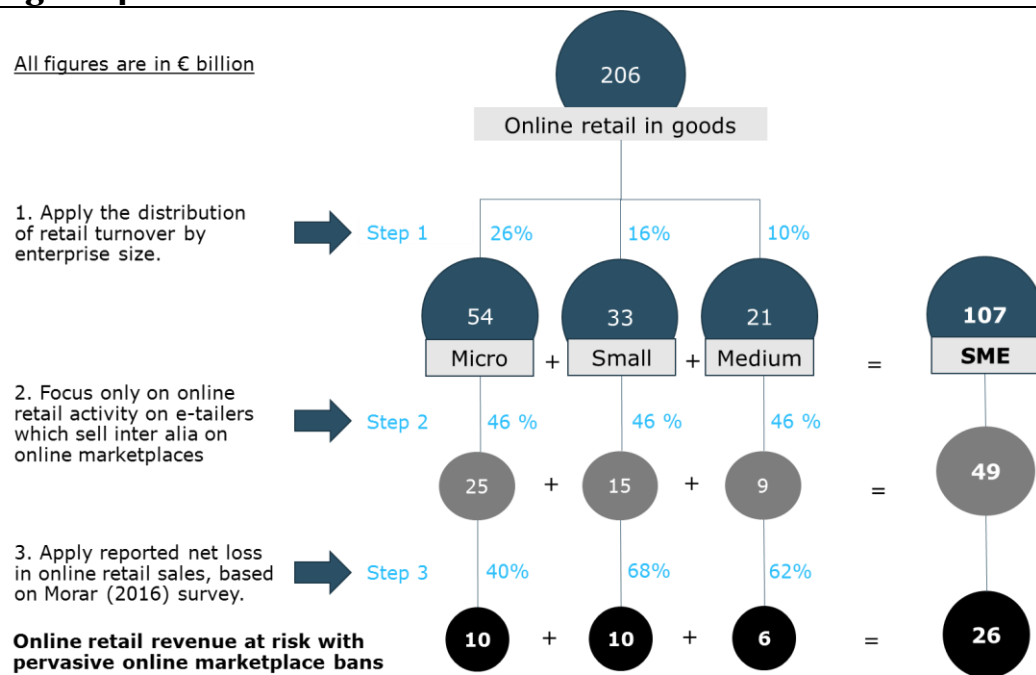 All figures are in € billion
206
Online retail in goods
1. Apply the distribution
of retail turnover by
enterprise size.
Step 1
26%
16%
10%
54
33
21
107
Micro + Small + Medium = SME
2. Focus only on online
retail activity on e-tailers
which sell inter alia on
online marketplaces
Step 2
46 %
46 %
46 %
25 + 15 + 9 = 49
3. Apply reported net loss
in online retail sales, based
on Morar (2016) survey.
Step 3
40%
68%
62%
Online retail revenue at risk with
pervasive online marketplace bans
10 + 10 + 6 = 26